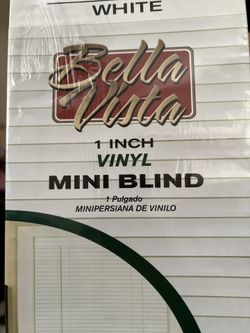 WHITE
Bella
Vista
1 INCH
VINYL
MINI BLIND
1 Pulgado
MINIPERSIANA DE VINILO